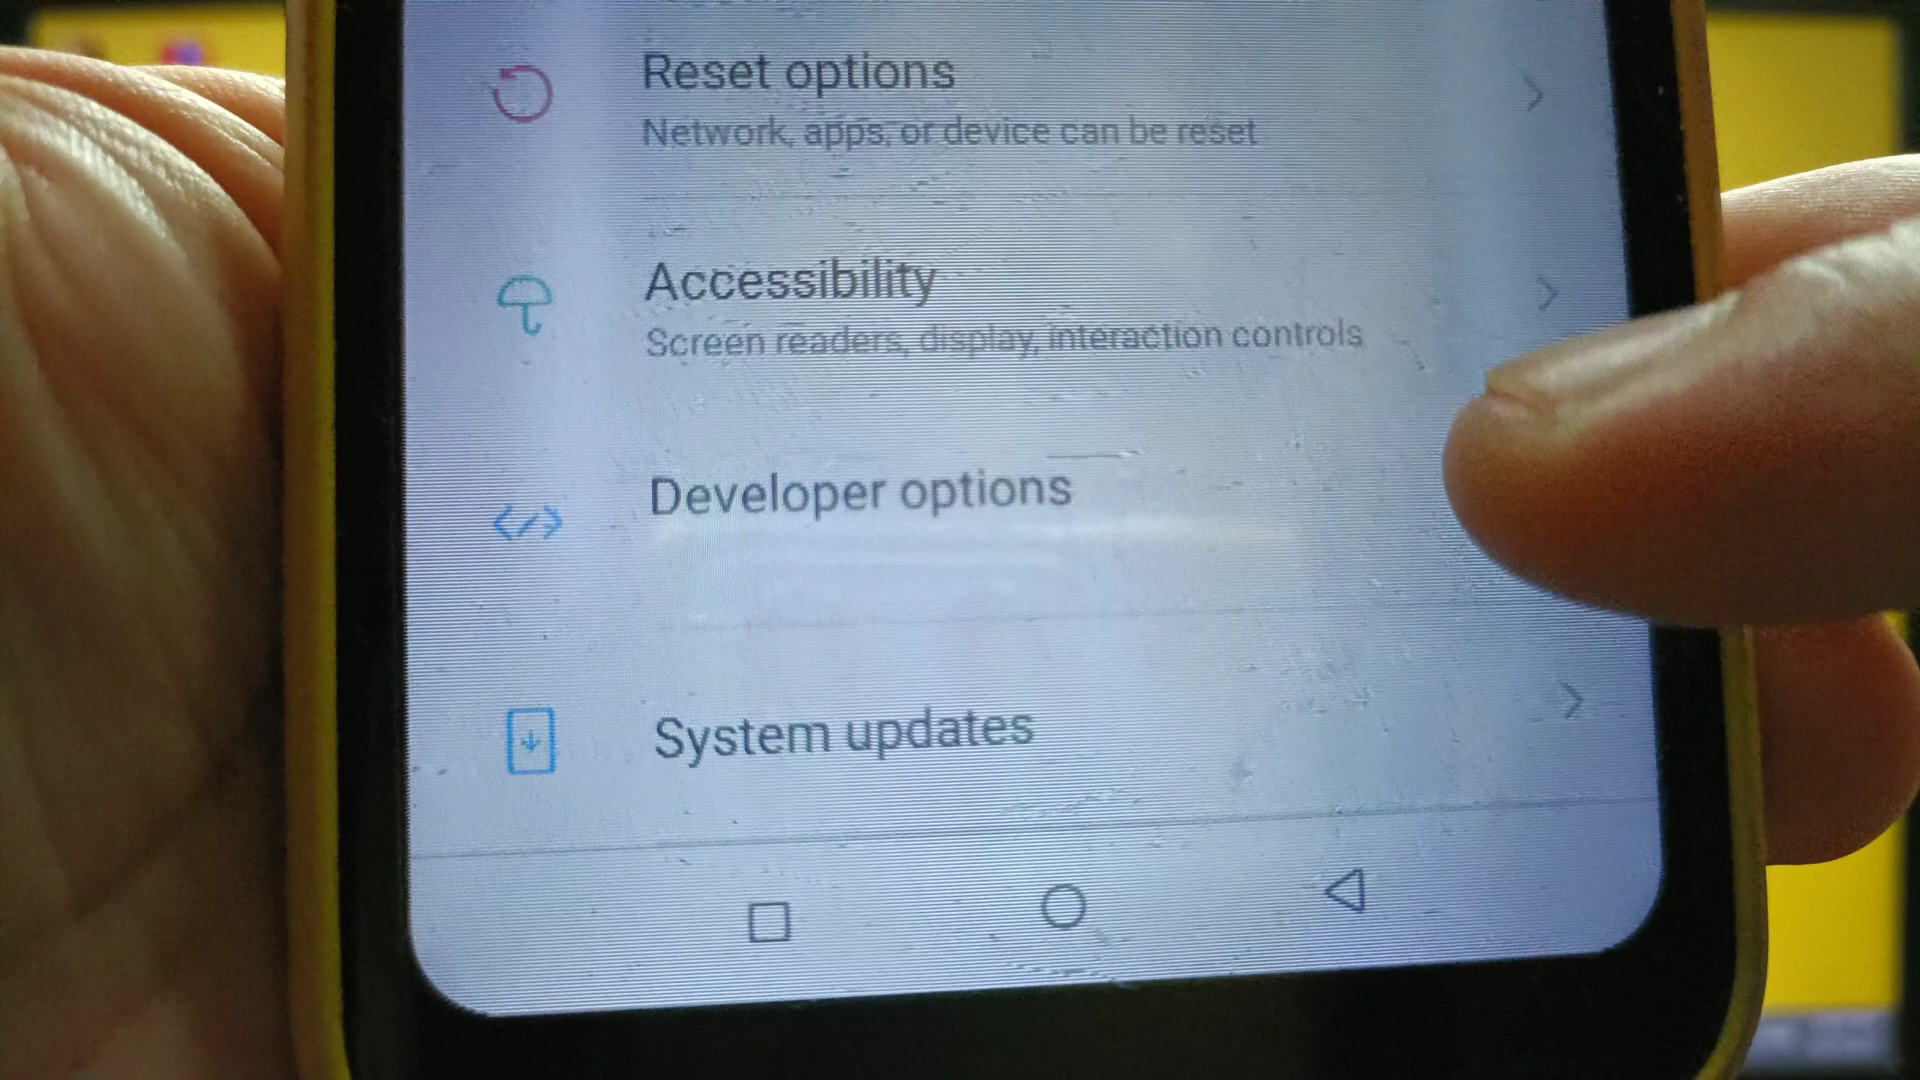 Reset options
Network, apps, or device can be reset
Accessibility
Screen readers, display, interaction controls
Developer options
System updates